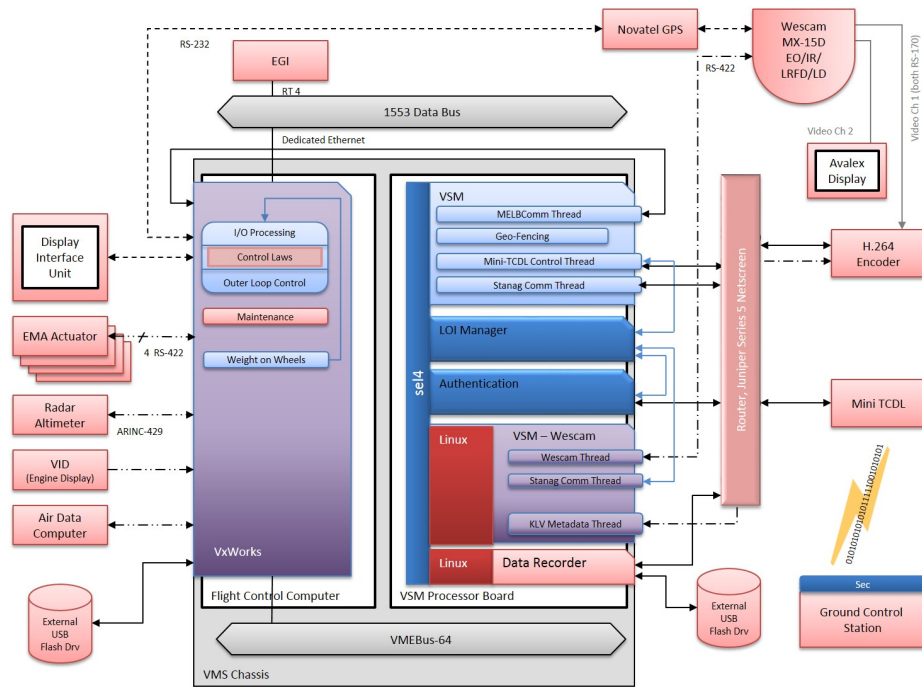 Novatel GPS
Wescam
MX-15D
EO/IR/
LRFD/LD
RS-232
EGI
RS-422
Video Ch 1 (both RS-170)
RT 4
1553 Data Bus
Video Ch 2
Dedicated Ethernet
Avalex
Display
VSM
MELBComm Thread
I/O Processing
Geo-Fencing
Display
Interface
Unit
Control Laws
Mini-TCDL Control Thread
H.264
Encoder
Outer Loop Control
Stanag Comm Thread
Maintenance
LOI Manager
EMA Actuator
4 RS-422
Weight on Wheels
sel4
Authentication
Router, Juniper Series 5 Netscreen
Radar
Altimeter
ARINC-429
Mini TCDL
Linux
VSM – Wescam
Wescam Thread
VID
(Engine Display)
Stanag Comm Thread
Air Data
Computer
KLV Metadata Thread
VxWorks
Linux
Data Recorder
Flight Control Computer
VSM Processor Board
Sec
Ground Control
Station
External
USB
Flash Drv
External
USB
Flash Drv
VMEBus-64
VMS Chassis